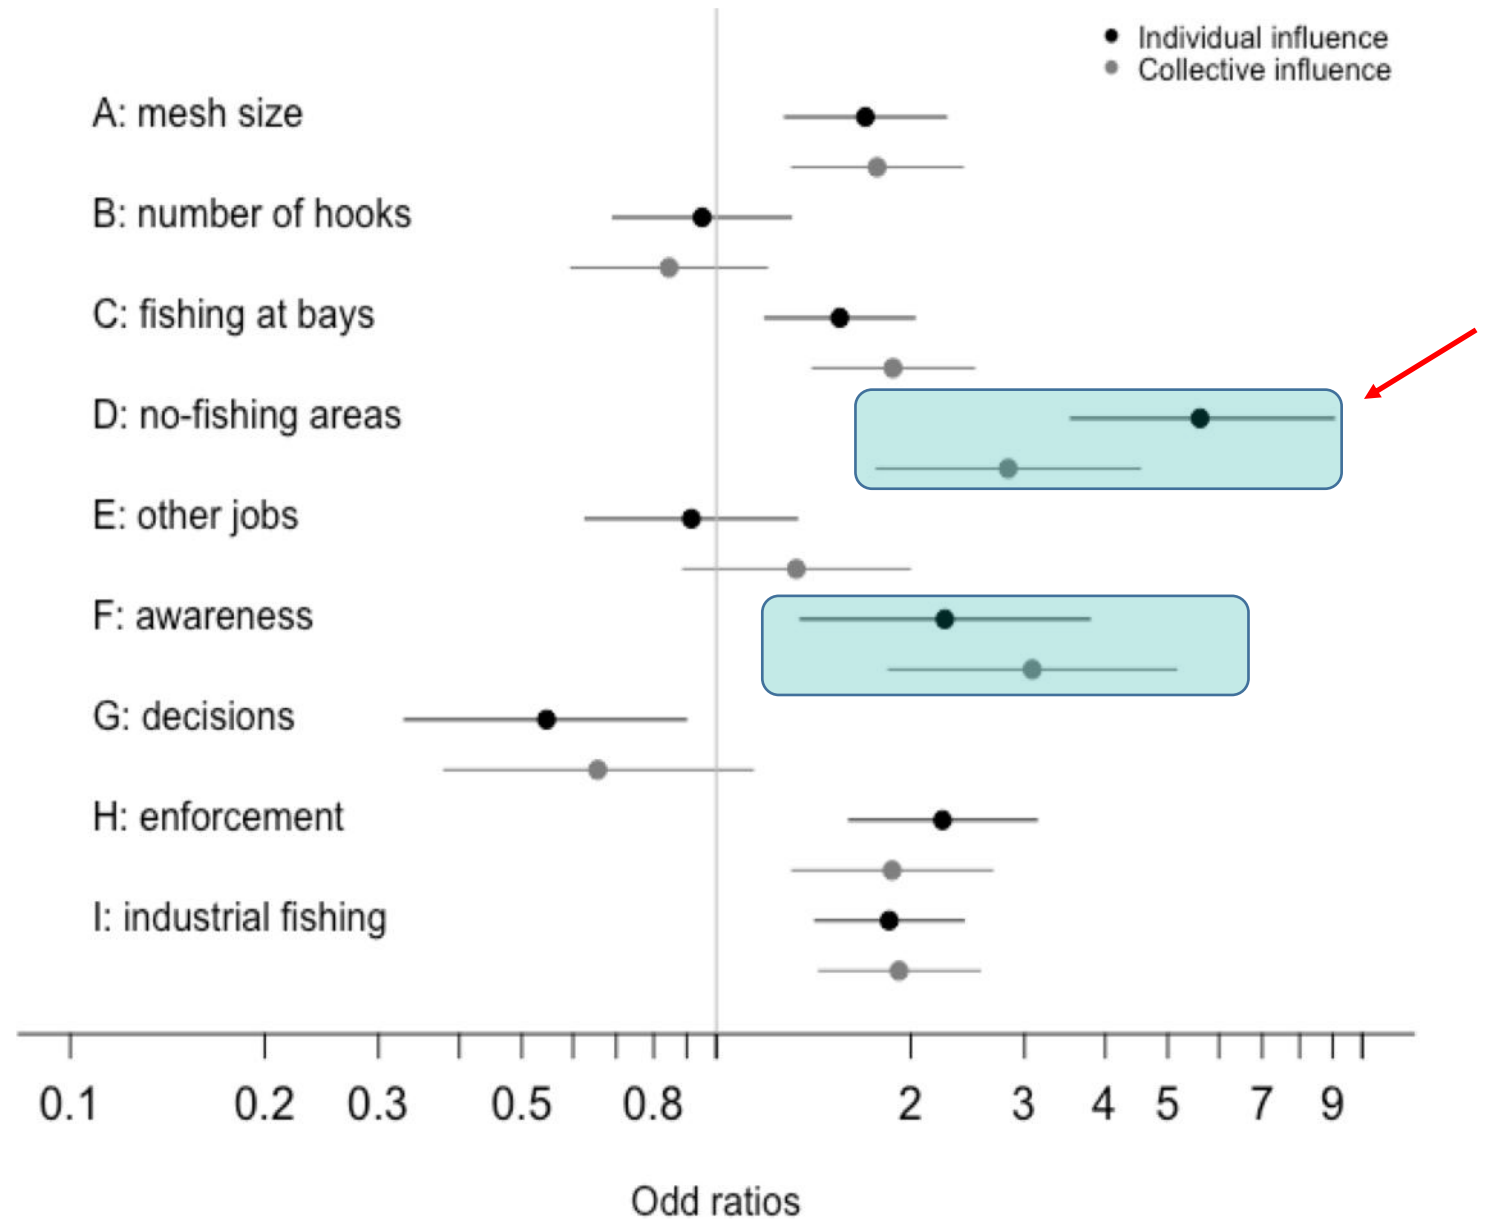 Individual influence
Collective influence
A: mesh size
B: number of hooks
C: fishing at bays
D: no-fishing areas
E: other jobs
F: awareness
G: decisions
H: enforcement
I: industrial fishing
0.1 0.2 0.3 0.5 0.8 2 3 4 5 7 9
Odd ratios